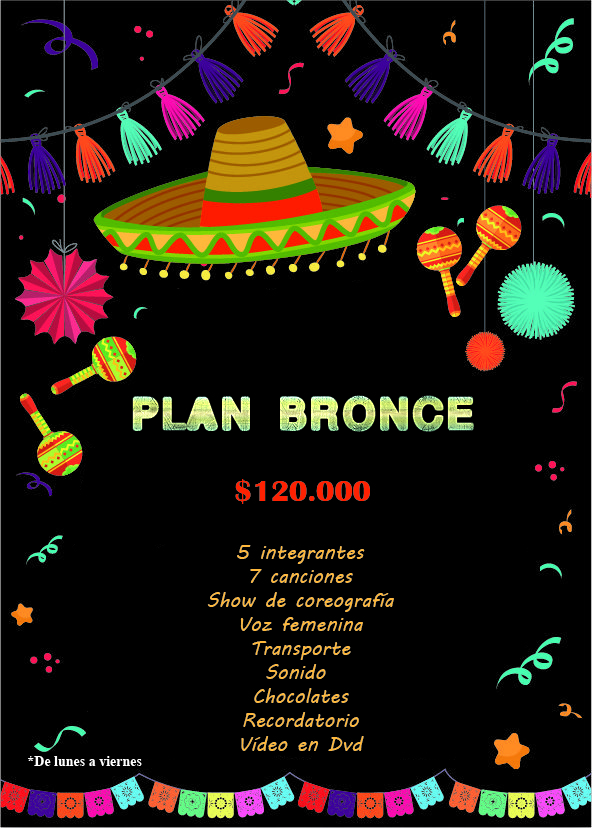 PLAN BRONCE
$120.000
5 integrantes
7 canciones
Show de coreografía
Voz femenina
Transporte
Sonido
Chocolates
Recordatorio
Vídeo en Dvd
*De lunes a viernes